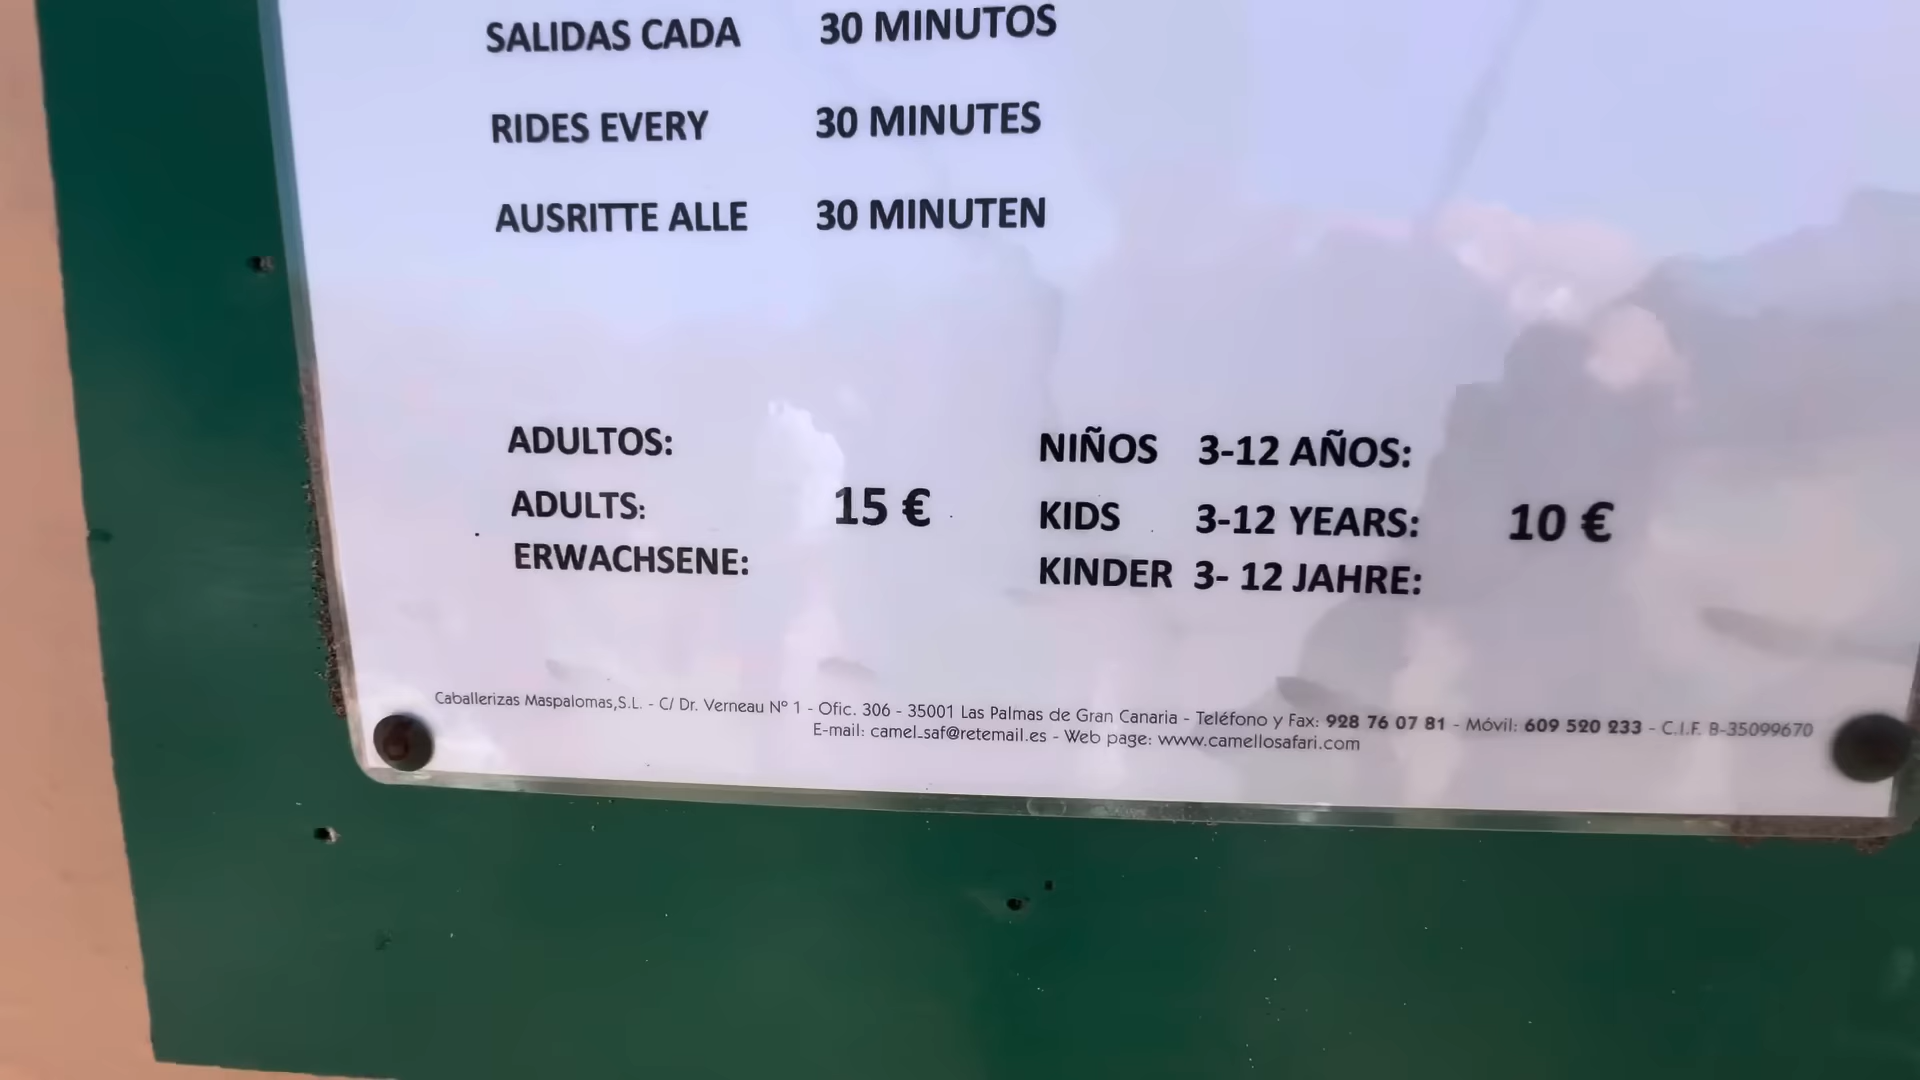 SALIDAS CADA 30 MINUTOS
RIDES EVERY 30 MINUTES
AUSRITTE ALLE 30 MINUTEN
ADULTOS:
ADULTS: 15 €
ERWACHSENE:
NIÑOS 3-12 AÑOS:
KIDS 3-12 YEARS: 10 €
KINDER 3- 12 JAHRE:
Caballerizas Maspalomas,S.L. - C/ Dr. Verneau Nº 1 - Ofic. 306 - 35001 Las Palmas de Gran Canaria - Teléfono y Fax: 928 76 07 81 - Móvil: 609 520 233 - C.I.F. B-35099670
E-mail: camel_saf@retemail.es - Web page: www.camellosafari.com